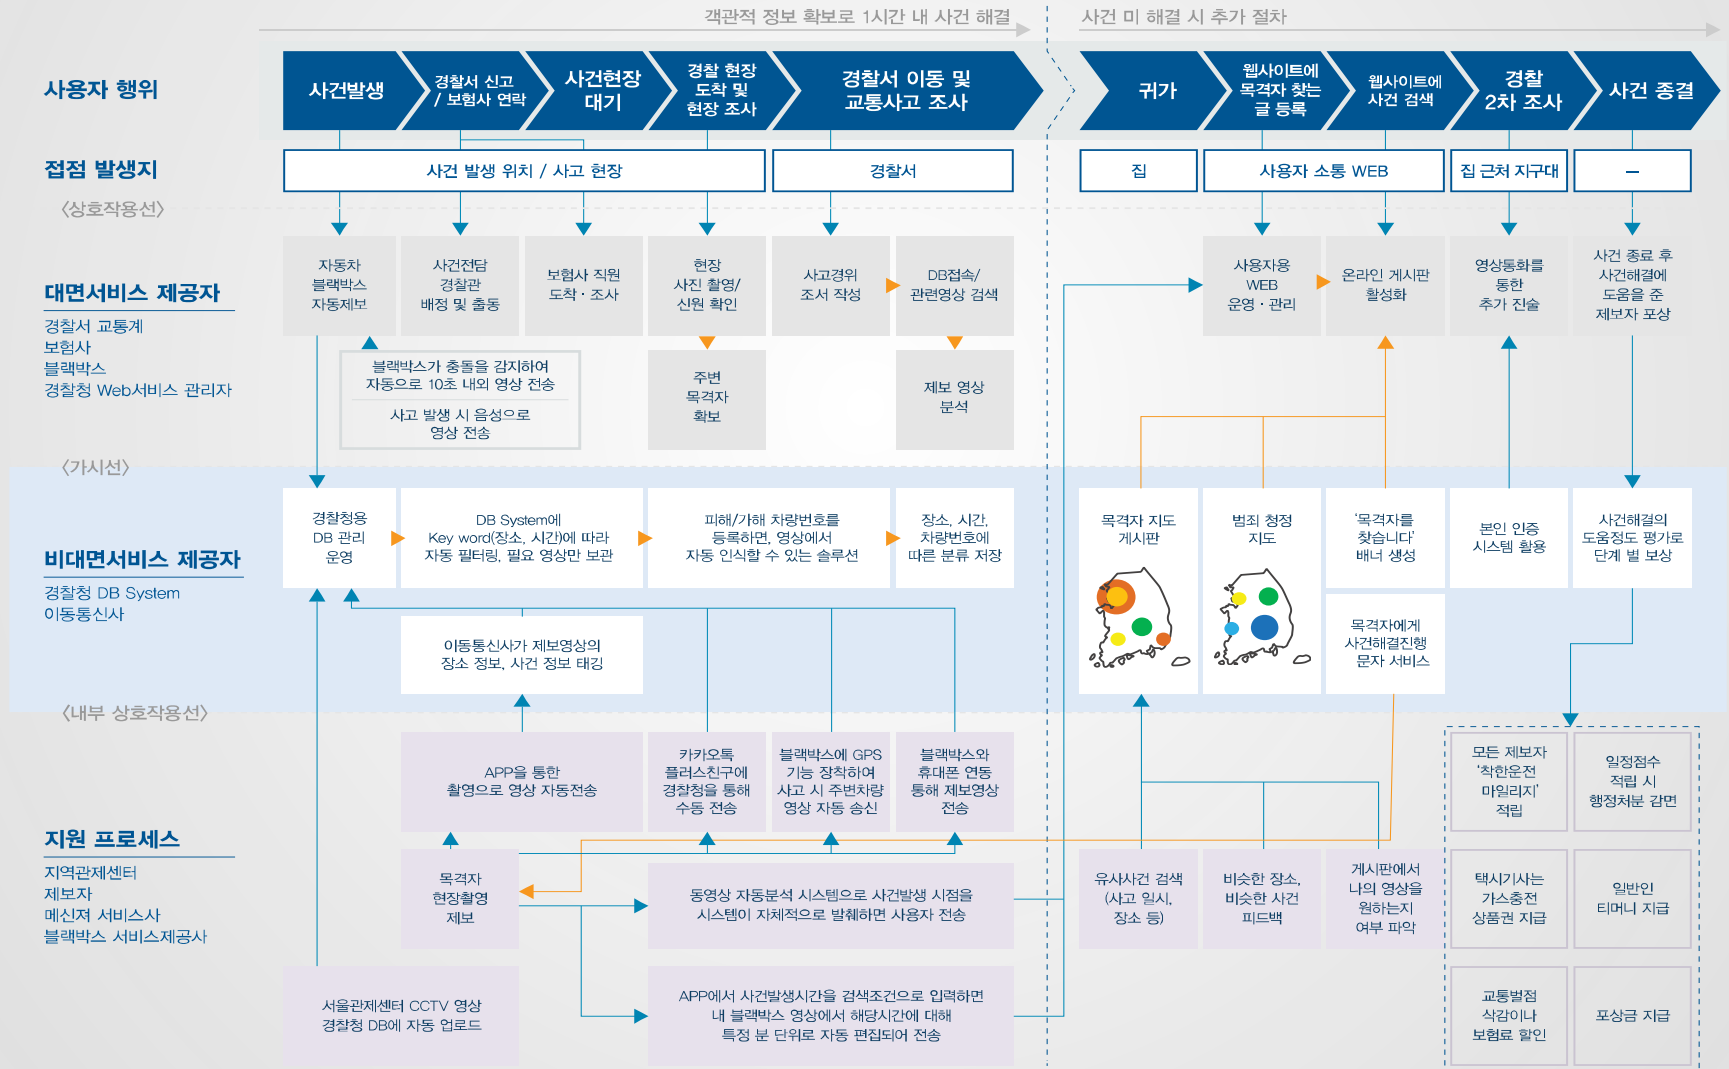 객관적 정보 확보로 1시간 내 사건 해결
사건 미 해결 시 추가 절차
사용자 행위
사건발생
경찰서 신고
/ 보험사 연락
사건현장
대기
경찰 현장
도착 및
현장 조사
경찰서 이동 및
교통사고 조사
귀가
웹사이트에
목격자 찾는
글 등록
웹사이트에
사건 검색
경찰
2차 조사
사건 종결
접점 발생지
사건 발생 위치 / 사고 현장
경찰서
집
사용자 소통 WEB
집 근처 지구대
–
〈상호작용선〉
대면서비스 제공자
경찰서 교통계
보험사
블랙박스
경찰청 Web서비스 관리자
자동차
블랙박스
자동제보
사건전담
경찰관
배정 및 출동
보험사 직원
도착 · 조사
현장
사진 촬영/
신원 확인
사고경위
조서 작성
DB접속/
관련영상 검색
사용자용
WEB
운영 · 관리
온라인 게시판
활성화
영상통화를
통한
추가 진술
사건 종료 후
사건해결에
도움을 준
제보자 포상
블랙박스가 충돌을 감지하여
자동으로 10초 내외 영상 전송
사고 발생 시 음성으로
영상 전송
주변
목격자
확보
제보 영상
분석
〈가시선〉
비대면서비스 제공자
경찰청 DB System
이동통신사
경찰청용
DB 관리
운영
DB System에
Key word(장소, 시간)에 따라
자동 필터링, 필요 영상만 보관
피해/가해 차량번호를
등록하면, 영상에서
자동 인식할 수 있는 솔루션
장소, 시간,
차량번호에
따른 분류 저장
목격자 지도
게시판
범죄 청정
지도
'목격자를
찾습니다'
배너 생성
본인 인증
시스템 활용
사건해결의
도움정도 평가로
단계 별 보상
이동통신사가 제보영상의
장소 정보, 사건 정보 태깅
목격자에게
사건해결진행
문자 서비스
〈내부 상호작용선〉
지원 프로세스
지역관제센터
제보자
메신져 서비스사
블랙박스 서비스제공사
APP을 통한
촬영으로 영상 자동전송
카카오톡
플러스친구에
경찰청을 통해
수동 전송
블랙박스에 GPS
기능 장착하여
사고 시 주변차량
영상 자동 송신
블랙박스와
휴대폰 연동
통해 제보영상
전송
모든 제보자
'착한운전
마일리지'
적립
일정점수
적립 시
행정처분 감면
목격자
현장촬영
제보
동영상 자동분석 시스템으로 사건발생 시점을
시스템이 자체적으로 발췌하면 사용자 전송
유사사건 검색
(사고 일시,
장소 등)
비슷한 장소,
비슷한 사건
피드백
게시판에서
나의 영상을
원하는지
여부 파악
택시기사는
가스충전
상품권 지급
일반인
티머니 지급
서울관제센터 CCTV 영상
경찰청 DB에 자동 업로드
APP에서 사건발생시간을 검색조건으로 입력하면
내 블랙박스 영상에서 해당시간에 대해
특정 분 단위로 자동 편집되어 전송
교통벌점
삭감이나
보험료 할인
포상금 지급